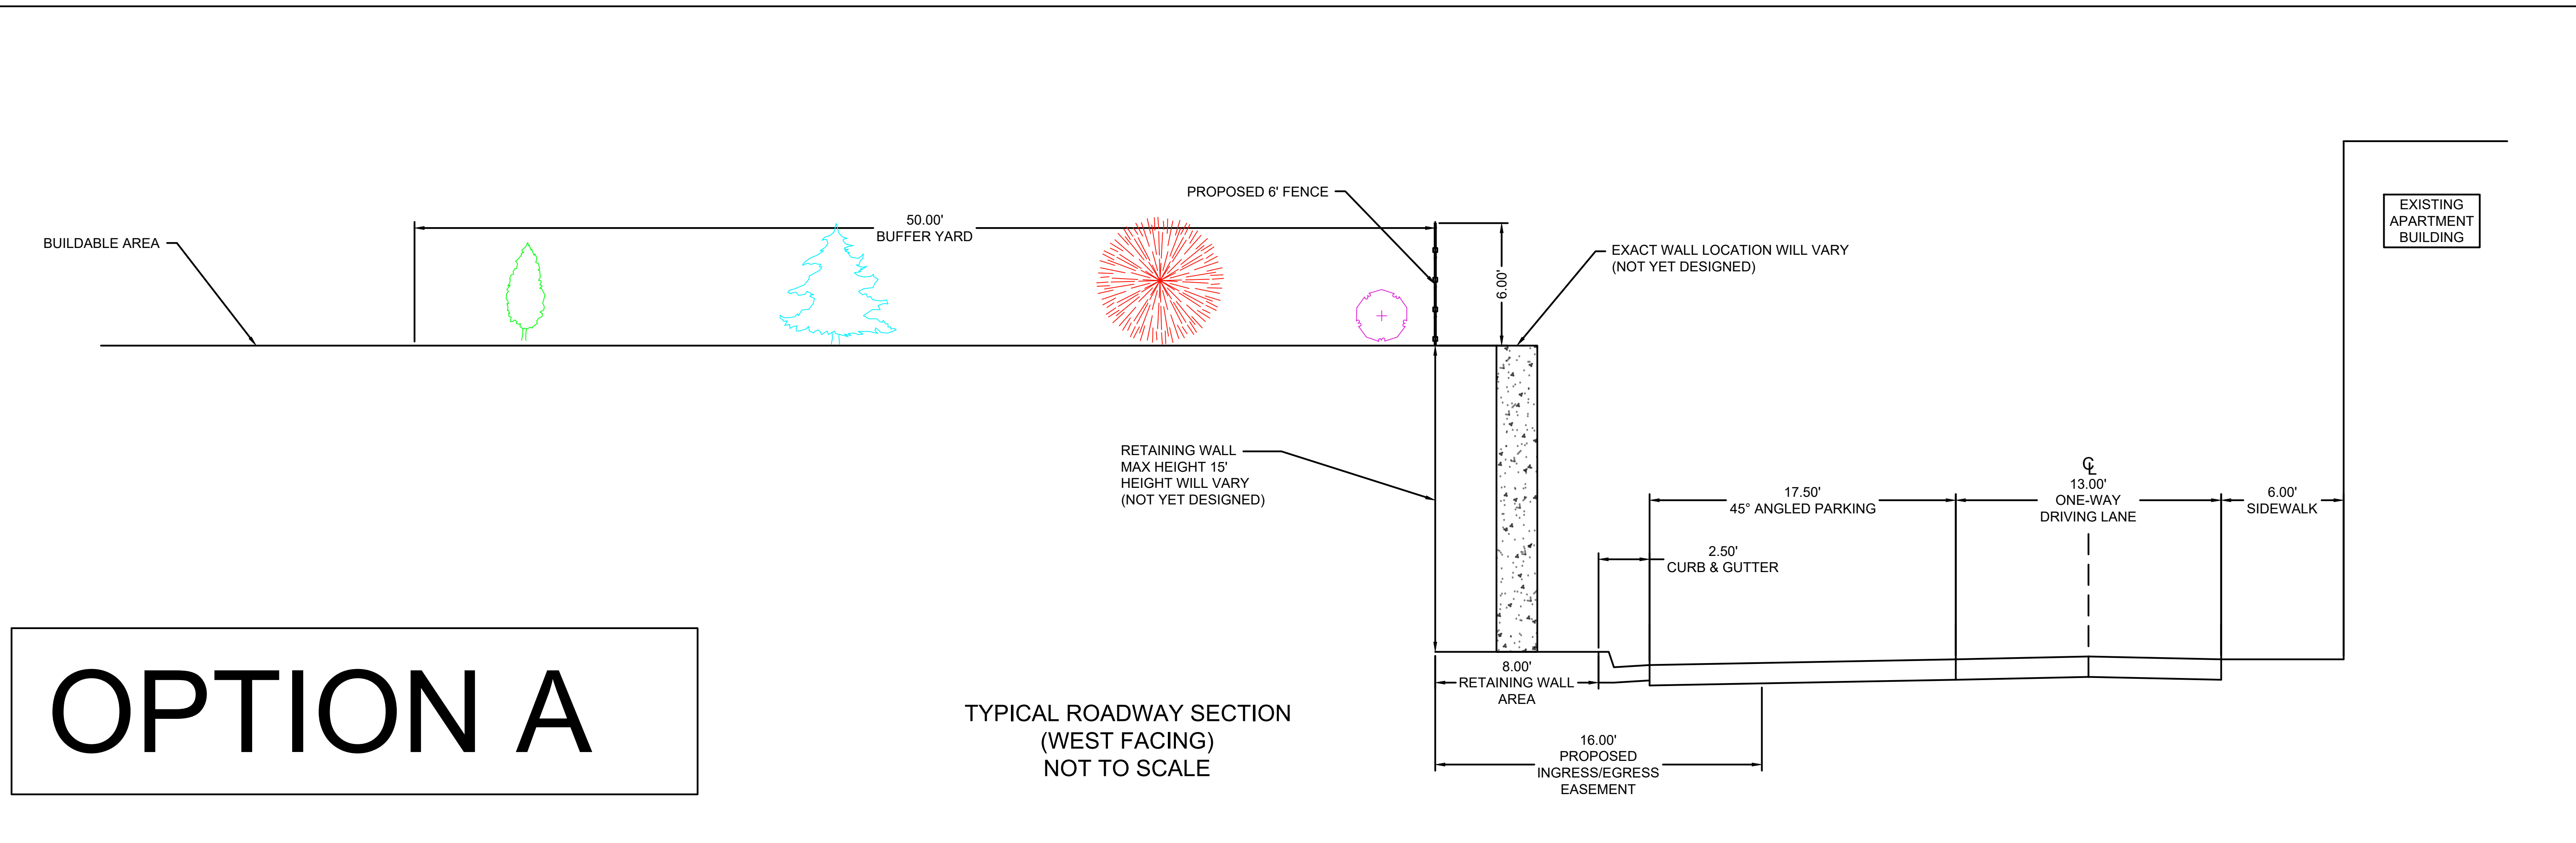 PROPOSED 6' FENCE
50.00'
BUFFER YARD
BUILDABLE AREA
6.00'
EXACT WALL LOCATION WILL VARY
(NOT YET DESIGNED)
EXISTING
APARTMENT
BUILDING
RETAINING WALL
MAX HEIGHT 15'
HEIGHT WILL VARY
(NOT YET DESIGNED)
17.50'
45° ANGLED PARKING
℄
13.00'
ONE-WAY
DRIVING LANE
6.00'
SIDEWALK
2.50'
CURB & GUTTER
8.00'
RETAINING WALL
AREA
16.00'
PROPOSED
INGRESS/EGRESS
EASEMENT
OPTION A
TYPICAL ROADWAY SECTION
(WEST FACING)
NOT TO SCALE